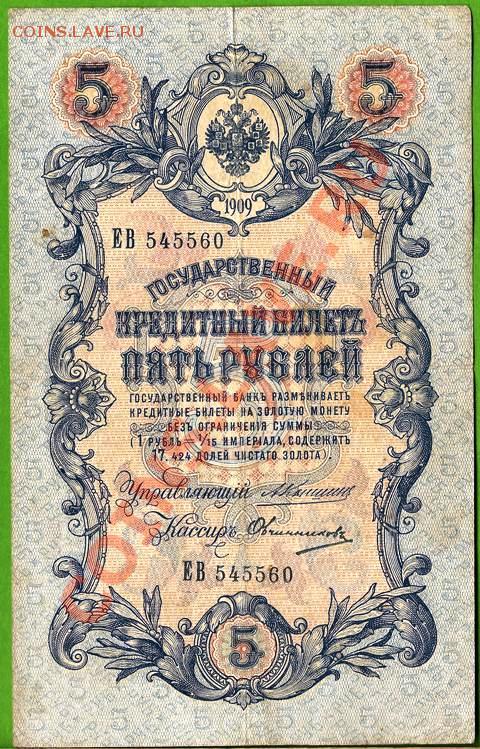 COINS.LAVE.RU
5 5
1909
ЕВ 545560
ГОСУДАРСТВЕННЫЙ
КРЕДИТНЫЙ БИЛЕТЪ
ПЯТЬ РУБЛЕЙ
ГОСУДАРСТВЕННЫЙ БАНКЪ РАЗМѢНИВАЕТЪ
КРЕДИТНЫЕ БИЛЕТЫ НА ЗОЛОТУЮ МОНЕТУ
БЕЗЪ ОГРАНИЧЕНІЯ СУММЫ
(1 РУБЛЬ = 1/15 ИМПЕРІАЛА, СОДЕРЖИТЪ
17,424 ДОЛЕЙ ЧИСТАГО ЗОЛОТА).
Управляющій
Кассиръ Овчинниковъ
ЕВ 545560
5